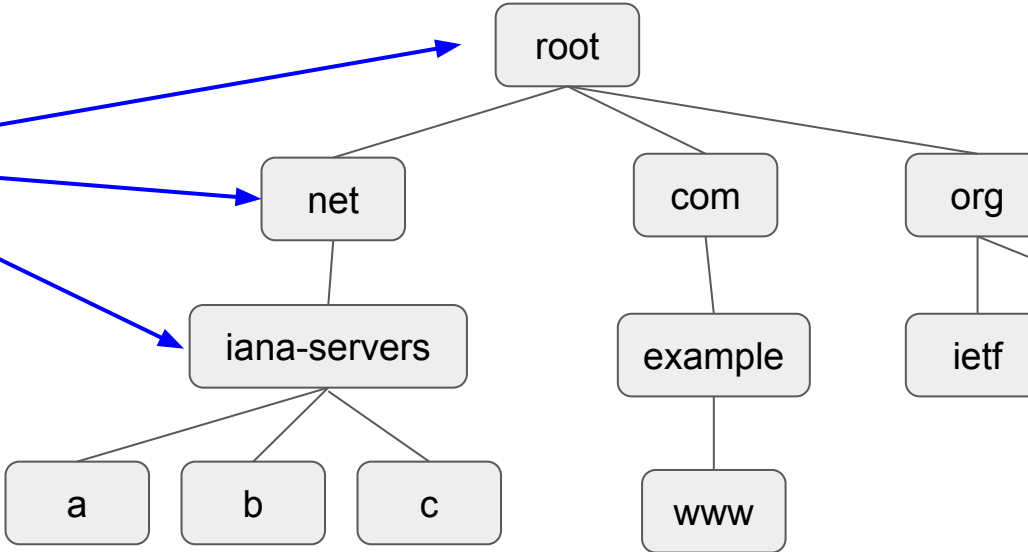 root
net
com
org
iana-servers
example
ietf
a
b
c
www